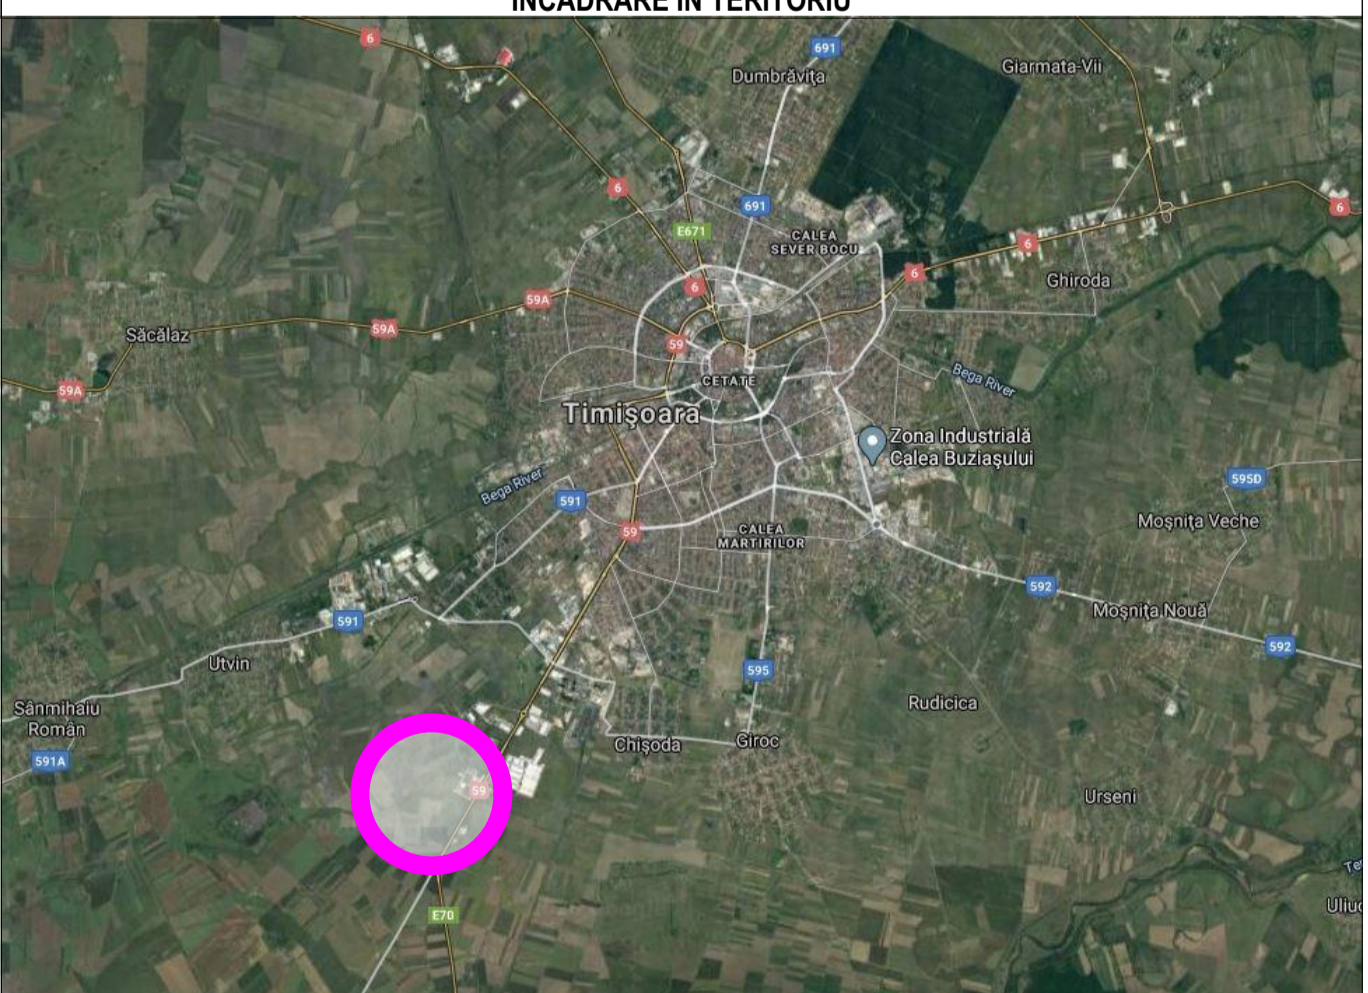 ÎNCADRARE ÎN TERITORIU
6
691
Dumbrăvița
Giarmata-Vii
6
691
6
E671
CALEA
SEVER BOCU
6
6
Ghiroda
6
59A
Săcălaz
59A
59
59A
CETATE
Bega River
Timișoara
Zona Industrială
Calea Buziașului
Bega River
595D
591
Moșnița Veche
59
CALEA
MARTIRILOR
592
Moșnița Nouă
591
592
Utvin
595
Sânmihaiu
Român
Rudicica
Chișoda
Giroc
591A
59
Urseni
E70